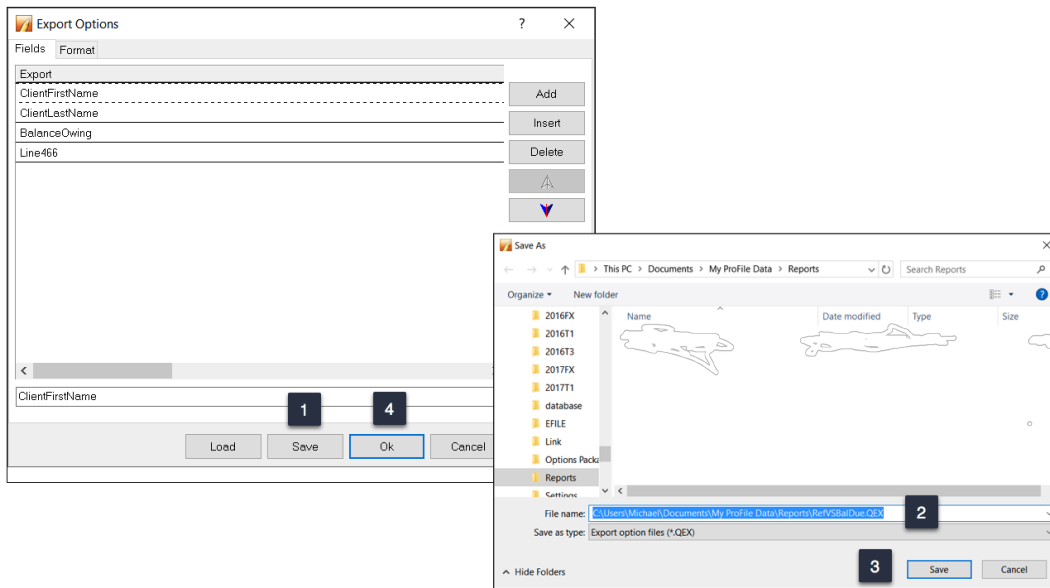 Export Options
?
Fields Format
Export
ClientFirstName
ClientLastName
BalanceOwing
Line466
Add
Insert
Delete
ClientFirstName
1
4
Load Save Ok Cancel
Save As
This PC > Documents > My ProFile Data > Reports
Search Reports
Organize New folder
?
Name Date modified Type Size
2016FX
2016T1
2016T3
2017FX
2017T1
database
EFILE
Link
Options Packa
Reports
Settings
File name: C:\Users\Michael\Documents\My ProFile Data\Reports\RefVSBalDue.QEX
2
Save as type: Export option files (*.QEX)
3
Hide Folders
Save Cancel